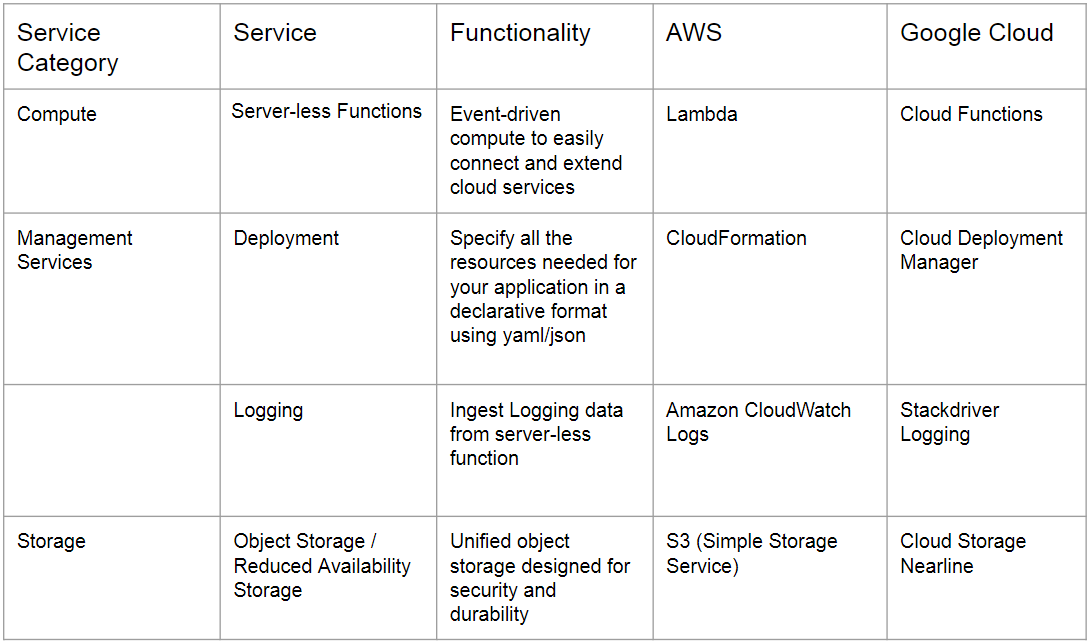 Service
Category
Service
Functionality
AWS
Google Cloud
Compute
Server-less Functions
Event-driven
compute to easily
connect and extend
cloud services
Lambda
Cloud Functions
Management
Services
Deployment
Specify all the
resources needed for
your application in a
declarative format
using yaml/json
CloudFormation
Cloud Deployment
Manager
Logging
Ingest Logging data
from server-less
function
Amazon CloudWatch
Logs
Stackdriver
Logging
Storage
Object Storage /
Reduced Availability
Storage
Unified object
storage designed for
security and
durability
S3 (Simple Storage
Service)
Cloud Storage
Nearline